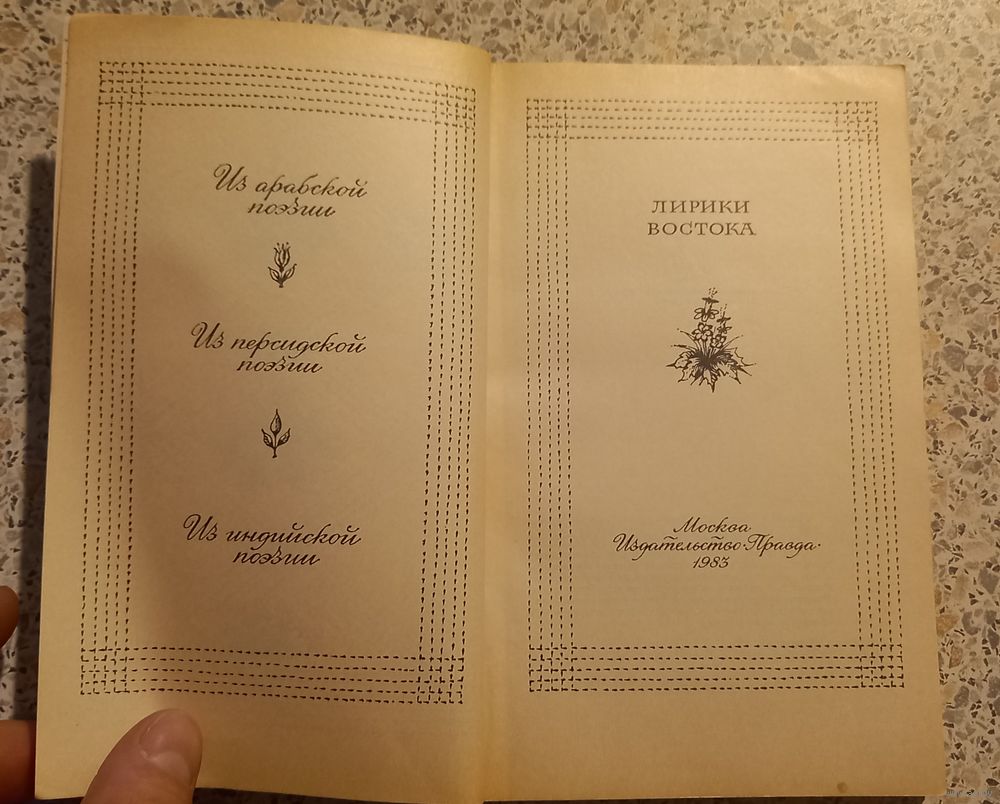 Из арабской
поэзии
Из персидской
поэзии
Из индийской
поэзии
ЛИРИКИ
ВОСТОКА
Москва
Издательство·Правда·
1983